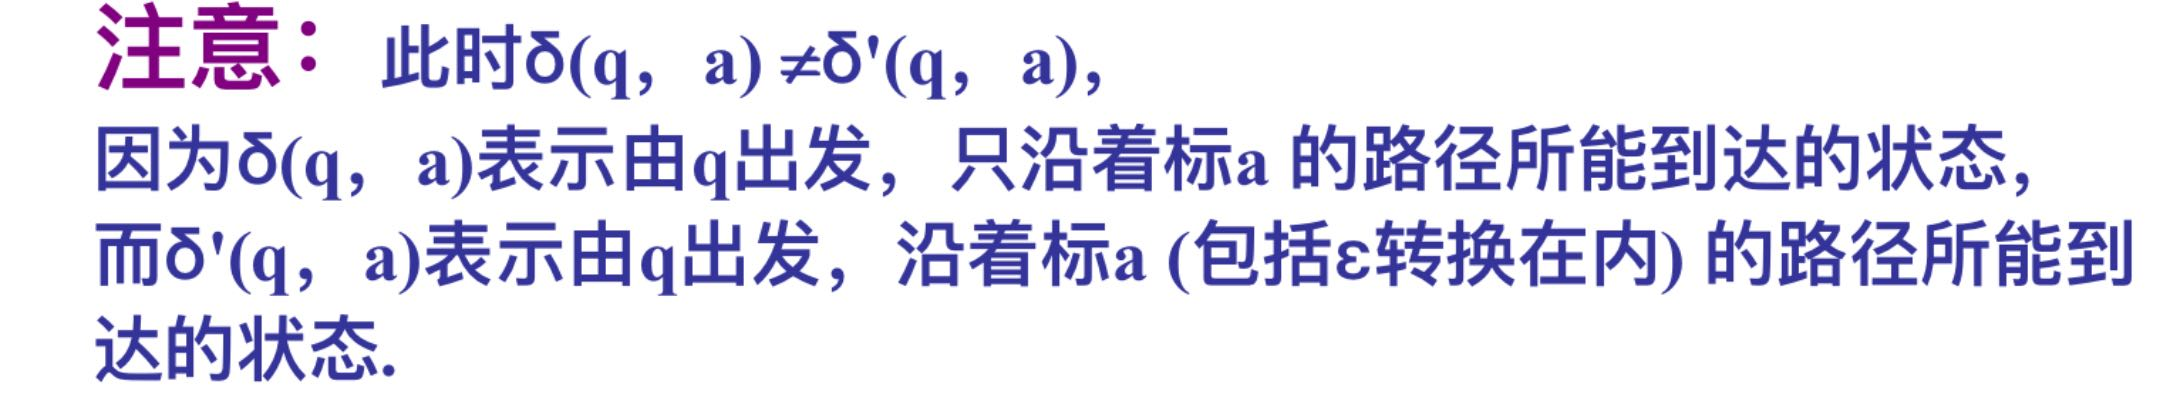 注意：此时δ(q，a) ≠δ'(q，a)，
因为δ(q，a)表示由q出发，只沿着标a 的路径所能到达的状态，
而δ'(q，a)表示由q出发，沿着标a (包括ε转换在内) 的路径所能到
达的状态.